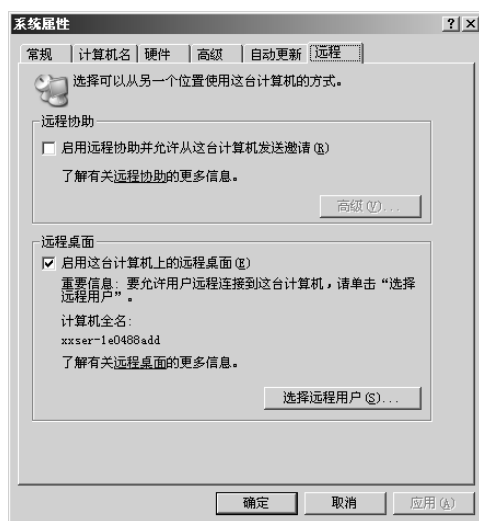 系统属性
常规 计算机名 硬件 高级 自动更新 远程
选择可以从另一个位置使用这台计算机的方式。
远程协助
启用远程协助并允许从这台计算机发送邀请(R)
了解有关远程协助的更多信息。
高级(V)...
远程桌面
启用这台计算机上的远程桌面(E)
重要信息：要允许用户远程连接到这台计算机，请单击“选择
远程用户”。
计算机全名:
xxser-1e0488add
了解有关远程桌面的更多信息。
选择远程用户(S)...
确定 取消 应用(A)